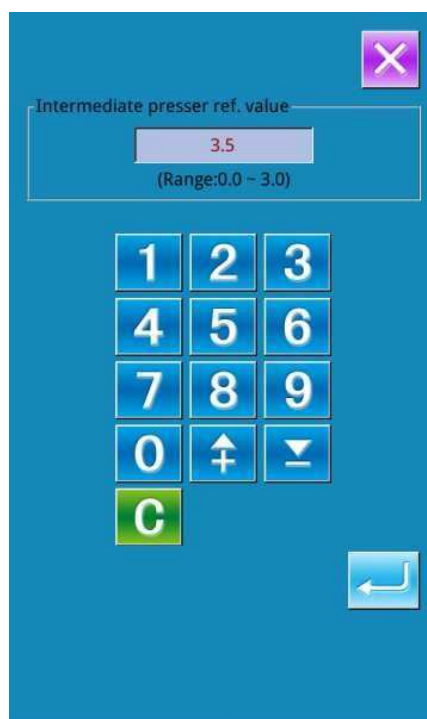 Intermediate presser ref. value
3.5
(Range:0.0 ~ 3.0)
1 2 3
4 5 6
7 8 9
0
C